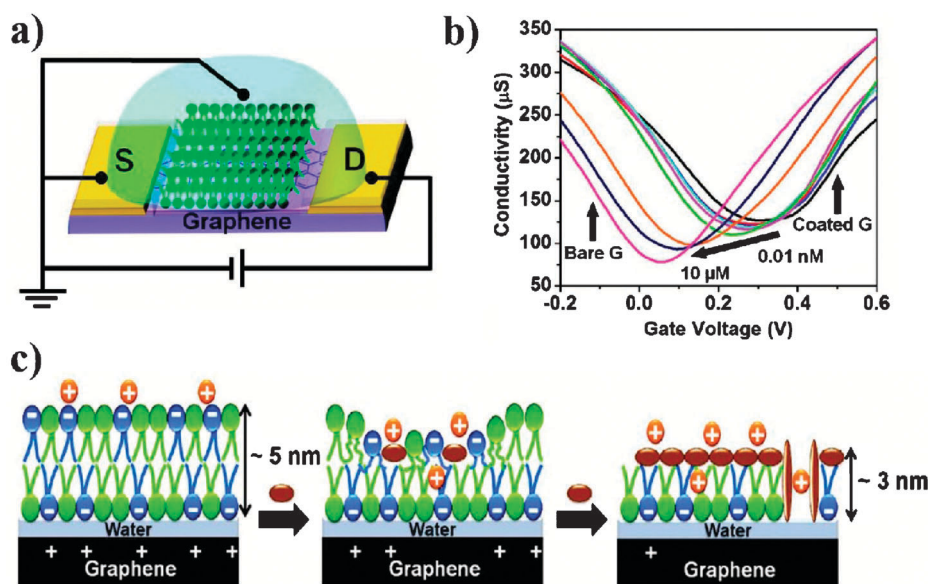 a)
S
D
Graphene
b)
Conductivity (µS)
350
300
250
200
150
100
50
Bare G
10 µM
0.01 nM
Coated G
-0.2
0.0
0.2
0.4
0.6
Gate Voltage (V)
c)
+ + +
- - - -
~ 5 nm
- - - -
Water
+ + + + +
Graphene
+ +
- -
+
- - - -
Water
+ + + +
Graphene
+ + +
+ +
- - - -
~ 3 nm
Water
+
Graphene